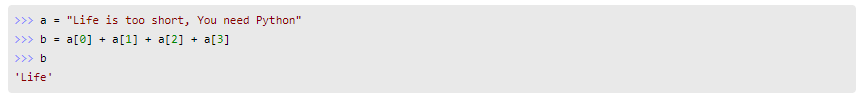 >>> a = "Life is too short, You need Python"
>>> b = a[0] + a[1] + a[2] + a[3]
>>> b
'Life'